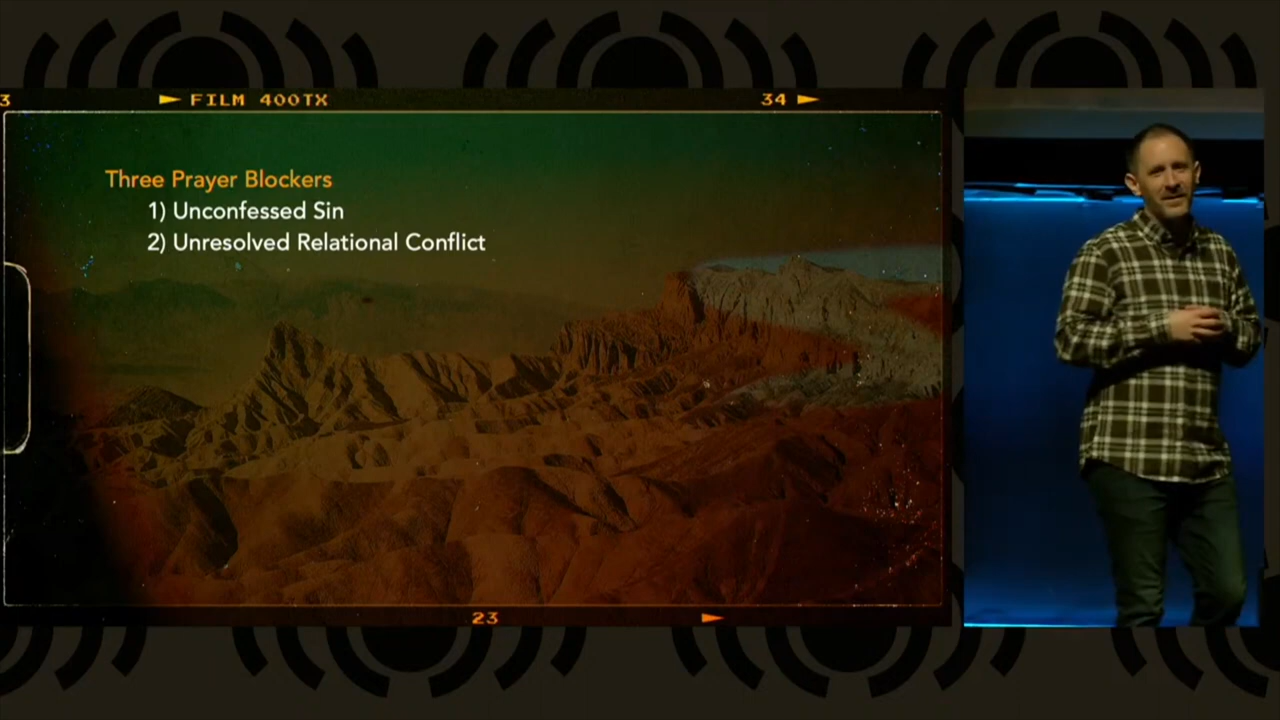 3
FILM 400TX
34
Three Prayer Blockers
1) Unconfessed Sin
2) Unresolved Relational Conflict
23